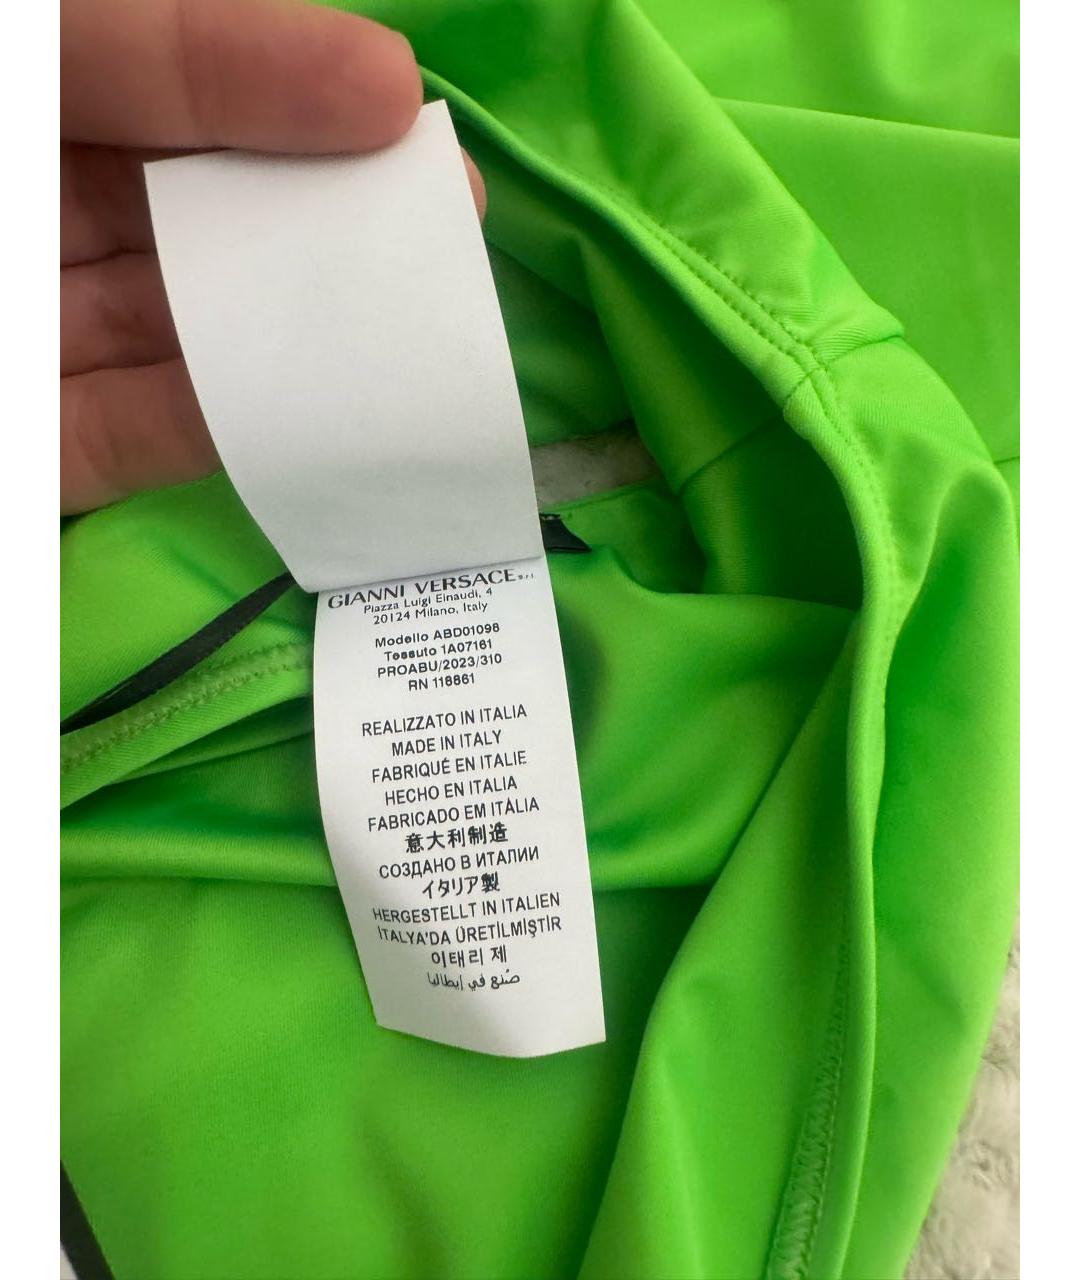 GIANNI VERSACE s.r.l.
Piazza Luigi Einaudi, 4
20124 Milano, Italy
Modello ABD01098
Tessuto 1A07161
PROABU/2023/310
RN 118861
REALIZZATO IN ITALIA
MADE IN ITALY
FABRIQUÉ EN ITALIE
HECHO EN ITALIA
FABRICADO EM ITÁLIA
意大利制造
СОЗДАНО В ИТАЛИИ
イタリア製
HERGESTELLT IN ITALIEN
İTALYA'DA ÜRETİLMİŞTİR
이태리 제
صُنع في إيطاليا